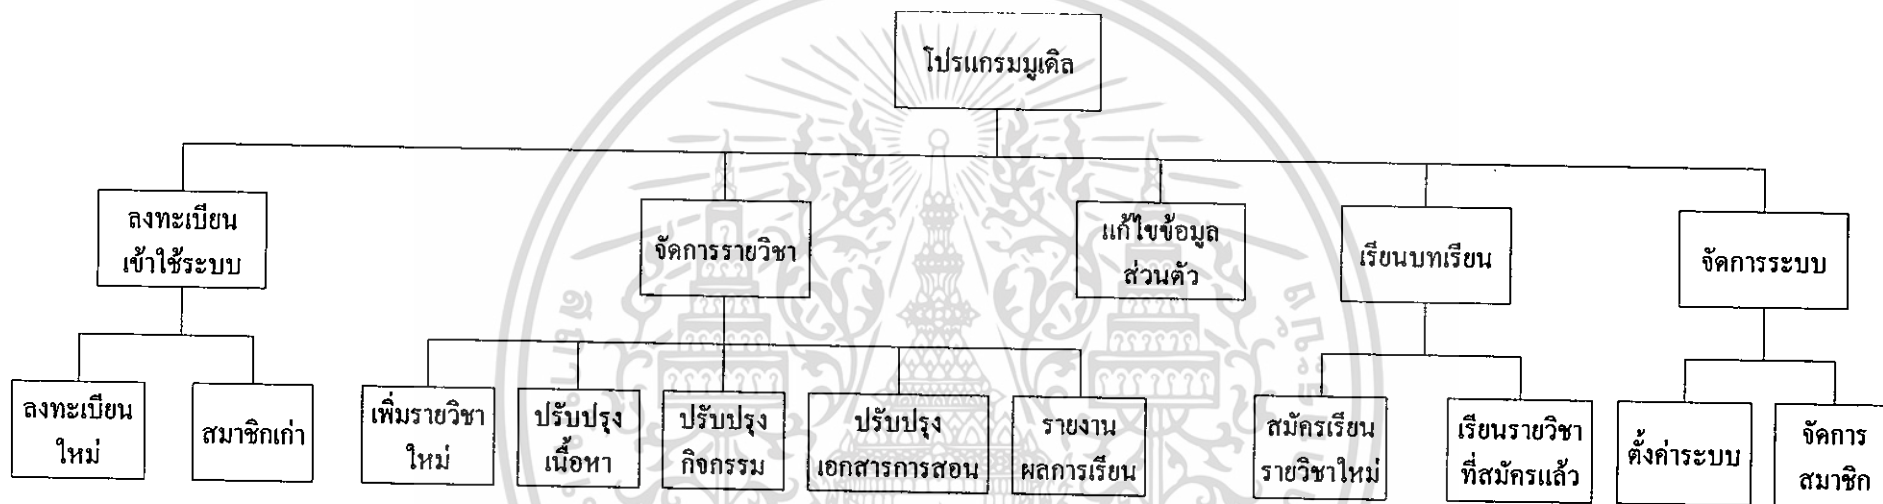 โปรแกรมมูเดิล
ลงทะเบียน
เข้าใช้ระบบ
จัดการรายวิชา
แก้ไขข้อมูล
ส่วนตัว
เรียนบทเรียน
จัดการระบบ
ลงทะเบียน
ใหม่
สมาชิกเก่า
เพิ่มรายวิชา
ใหม่
ปรับปรุง
เนื้อหา
ปรับปรุง
กิจกรรม
ปรับปรุง
เอกสารการสอน
รายงาน
ผลการเรียน
สมัครเรียน
รายวิชาใหม่
เรียนรายวิชา
ที่สมัครแล้ว
ตั้งค่าระบบ
จัดการ
สมาชิก